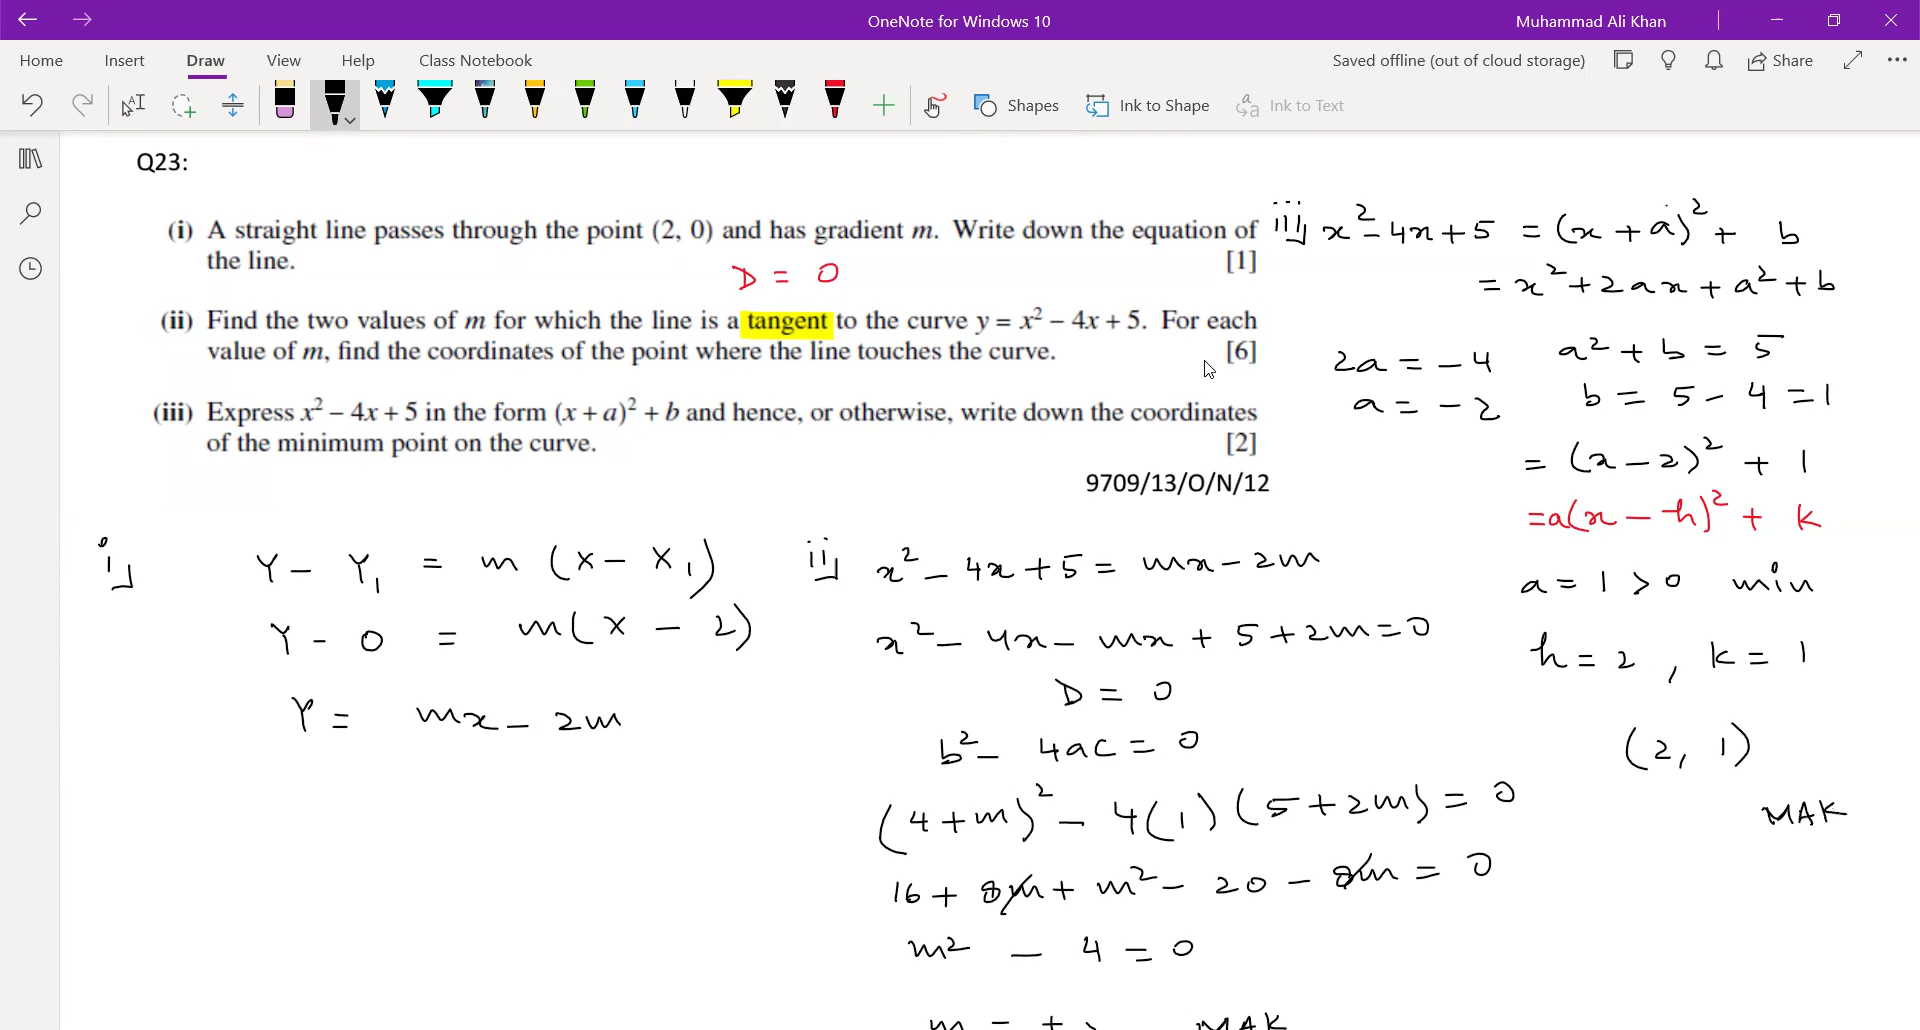 OneNote for Windows 10
Muhammad Ali Khan
Home Insert Draw View Help Class Notebook
Saved offline (out of cloud storage) Share
Shapes Ink to Shape Ink to Text
Q23:
(i) A straight line passes through the point (2, 0) and has gradient m. Write down the equation of
the line. [1]
D = 0
(ii) Find the two values of m for which the line is a tangent to the curve y = x² − 4x + 5. For each
value of m, find the coordinates of the point where the line touches the curve. [6]
(iii) Express x² − 4x + 5 in the form (x + a)² + b and hence, or otherwise, write down the coordinates
of the minimum point on the curve. [2]
9709/13/O/N/12
i
Y − Y₁ = m (X − X₁)
Y − 0 = m(X − 2)
Y = mx − 2m
ii x² − 4x + 5 = mx − 2m
x² − 4x − mx + 5 + 2m = 0
D = 0
b² − 4ac = 0
(4+m)² − 4(1)(5+2m) = 0
16 + 8m + m² − 20 − 8m = 0
m² − 4 = 0
MAK
iii x² − 4x + 5 = (x + a)² + b
= x² + 2ax + a² + b
2a = −4
a = −2
a² + b = 5
b = 5 − 4 = 1
= (x − 2)² + 1
= a(x − h)² + k
a = 1 > 0 min
h = 2 , k = 1
(2, 1)
MAK